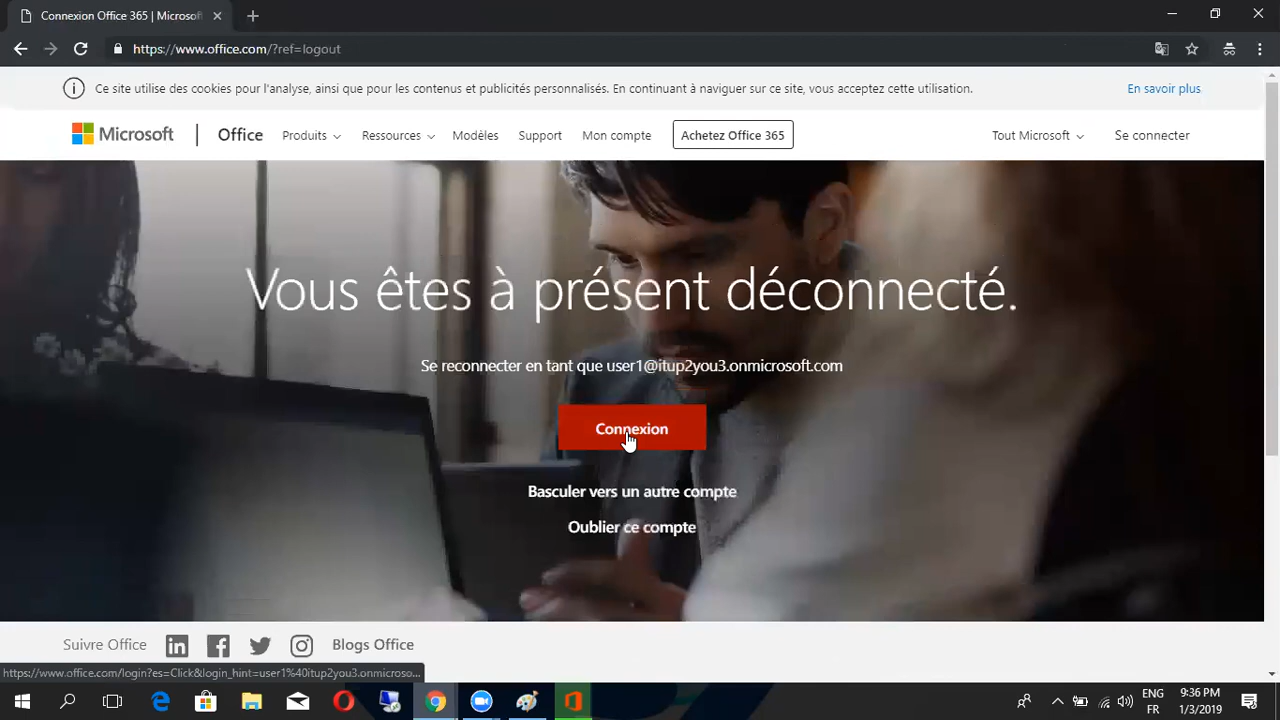 Connexion Office 365 | Microsof
https://www.office.com/?ref=logout
Ce site utilise des cookies pour l'analyse, ainsi que pour les contenus et publicités personnalisés. En continuant à naviguer sur ce site, vous acceptez cette utilisation.
En savoir plus
Microsoft
Office
Produits
Ressources
Modèles
Support
Mon compte
Achetez Office 365
Tout Microsoft
Se connecter
Vous êtes à présent déconnecté.
Se reconnecter en tant que user1@itup2you3.onmicrosoft.com
Connexion
Basculer vers un autre compte
Oublier ce compte
Suivre Office
Blogs Office
https://www.office.com/login?es=Click&login_hint=user1%40itup2you3.onmicroso...
ENG
FR
9:36 PM
1/3/2019